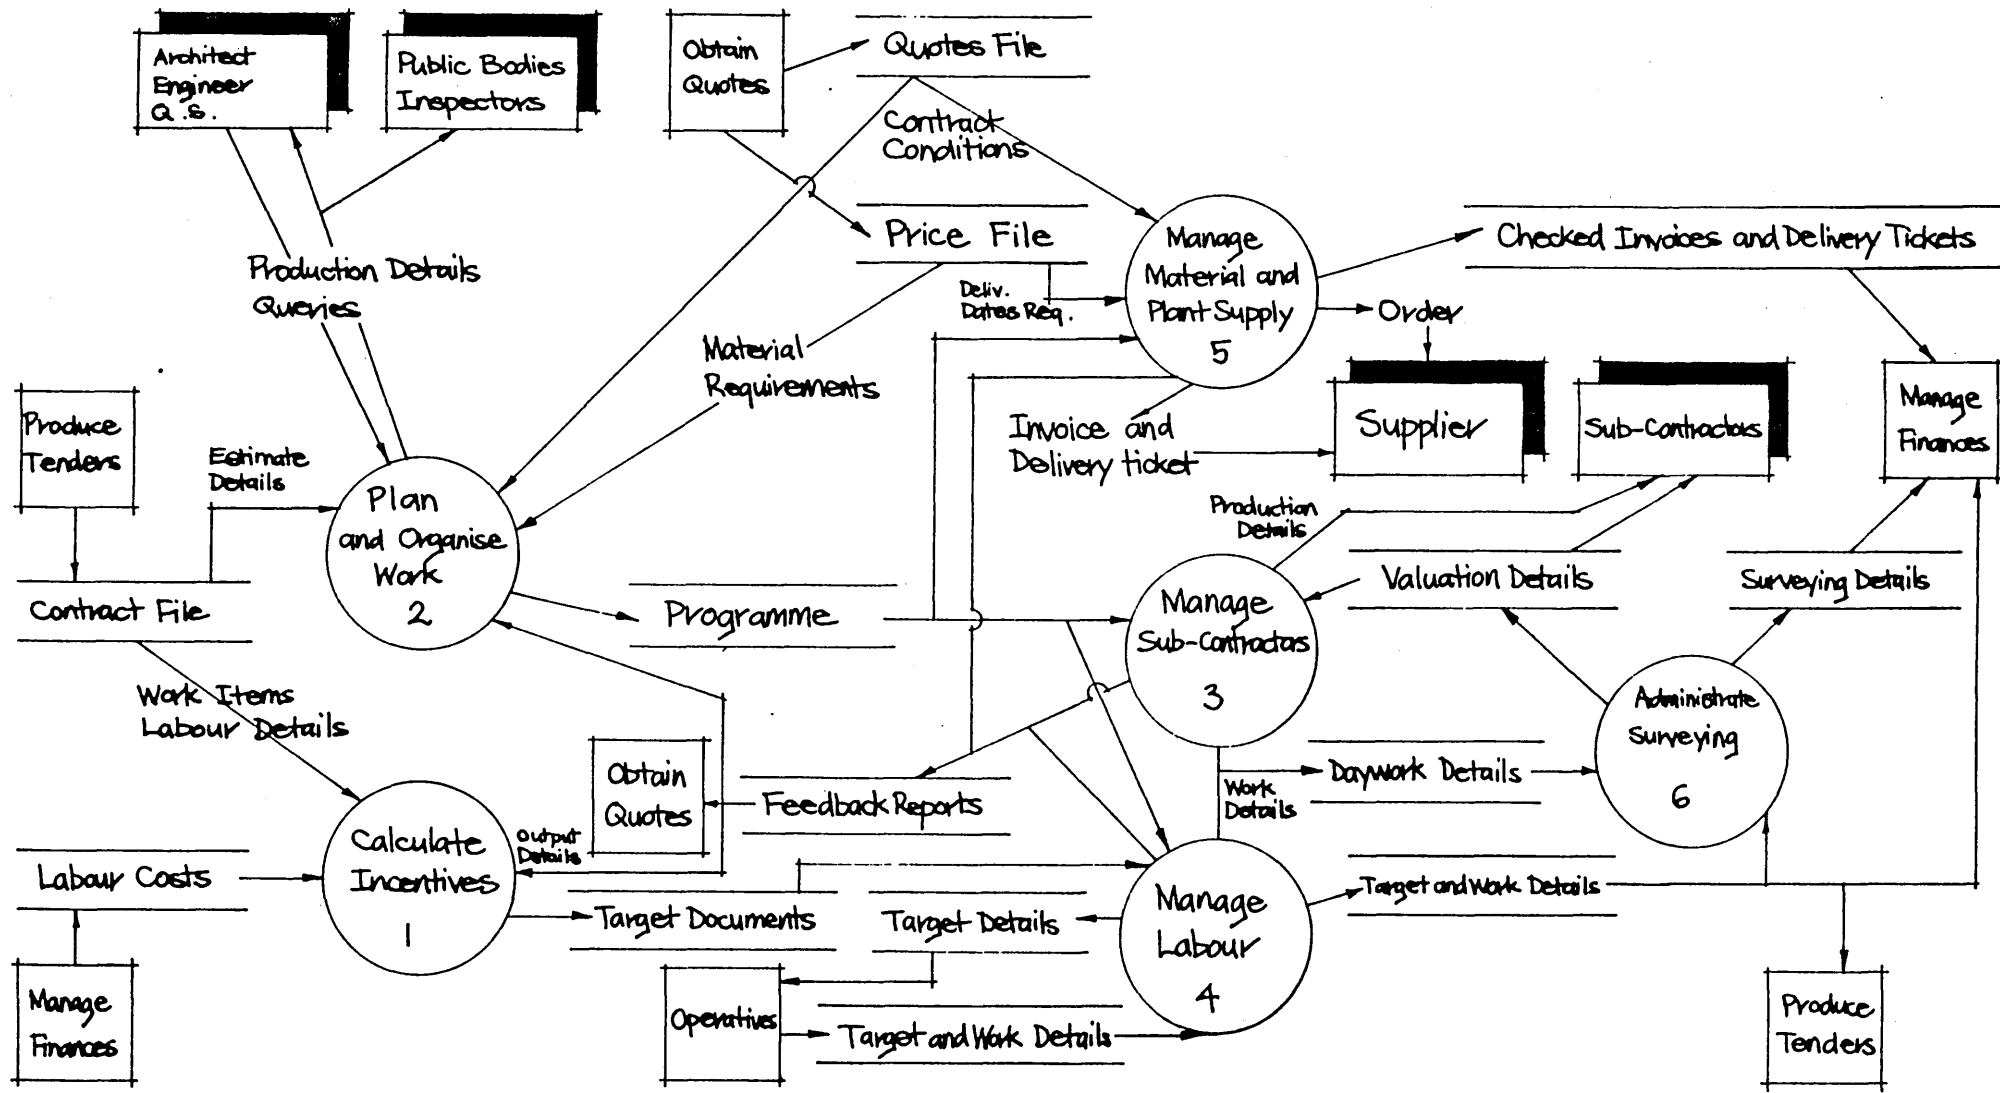 Architect
Engineer
Q.S.
Public Bodies
Inspectors
Obtain
Quotes
Quotes File
Contract
Conditions
Price File
Manage
Material and
Plant Supply
5
Checked Invoices and Delivery Tickets
Production Details
Queries
Deliv.
Dates Req.
Order
Material
Requirements
Produce
Tenders
Estimate
Details
Invoice and
Delivery ticket
Supplier
Sub-Contractors
Manage
Finances
Plan
and Organise
Work
2
Production
Details
Contract File
Programme
Manage
Sub-Contractors
3
Valuation Details
Surveying Details
Work Items
Labour Details
Administrate
Surveying
6
Obtain
Quotes
Feedback Reports
Work
Details
Daywork Details
Calculate
Incentives
1
Output
Details
Labour Costs
Target Documents
Target Details
Manage
Labour
4
Target and Work Details
Manage
Finances
Operatives
Target and Work Details
Produce
Tenders